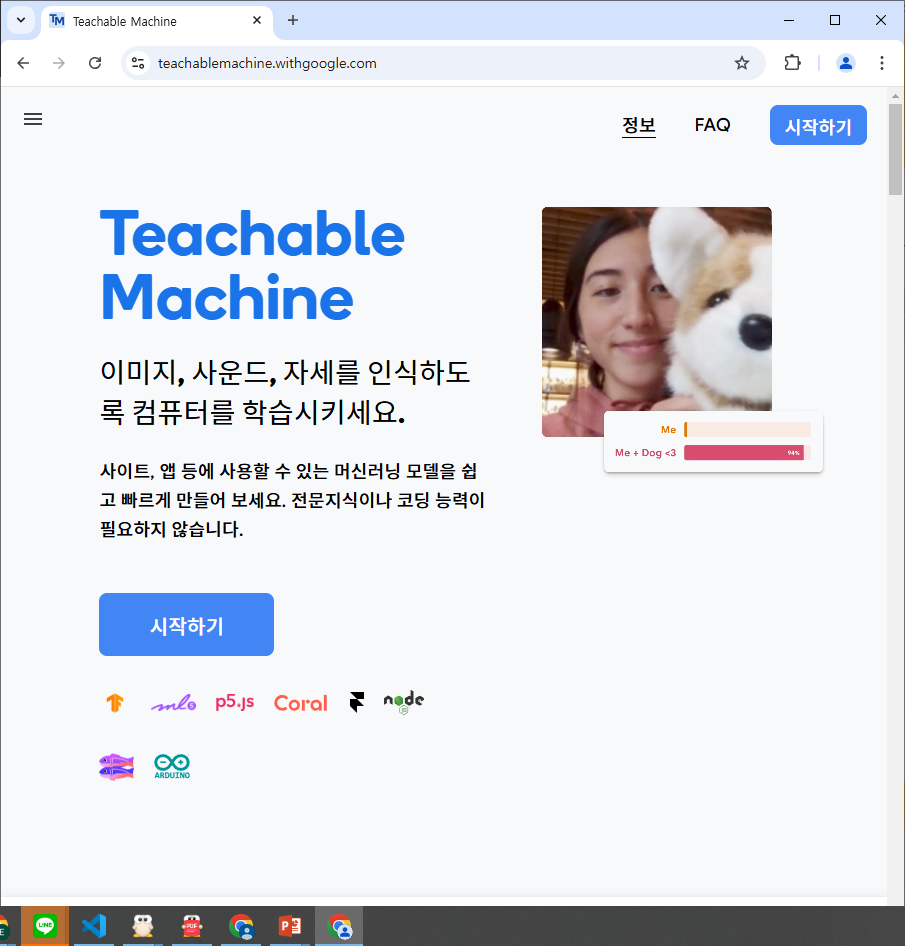 TM Teachable Machine
teachablemachine.withgoogle.com
정보 FAQ 시작하기
Teachable
Machine
이미지, 사운드, 자세를 인식하도
록 컴퓨터를 학습시키세요.
사이트, 앱 등에 사용할 수 있는 머신러닝 모델을 쉽
고 빠르게 만들어 보세요. 전문지식이나 코딩 능력이
필요하지 않습니다.
Me
Me + Dog <3 94%
시작하기
ml5 p5.js Coral node
JS
ARDUINO
E LINE PDF P